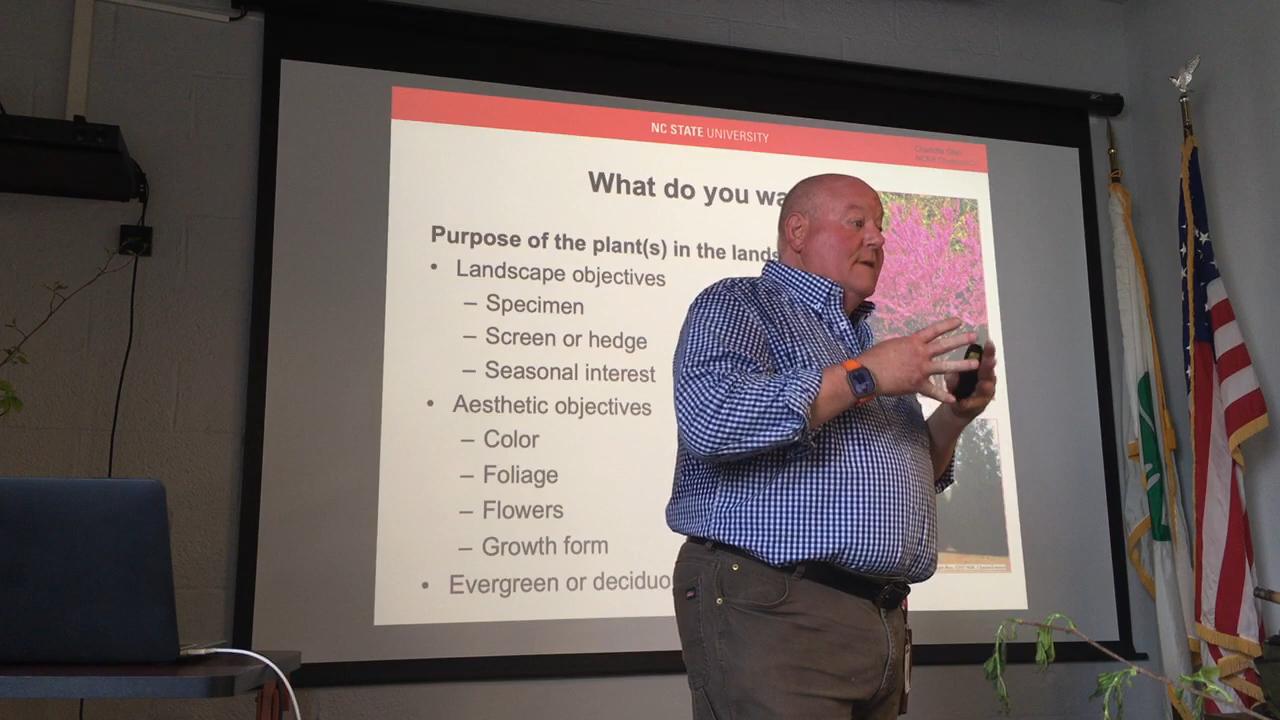 NC STATE UNIVERSITY
What do you wa
Purpose of the plant(s) in the lands
• Landscape objectives
– Specimen
– Screen or hedge
– Seasonal interest
• Aesthetic objectives
– Color
– Foliage
– Flowers
– Growth form
• Evergreen or deciduo